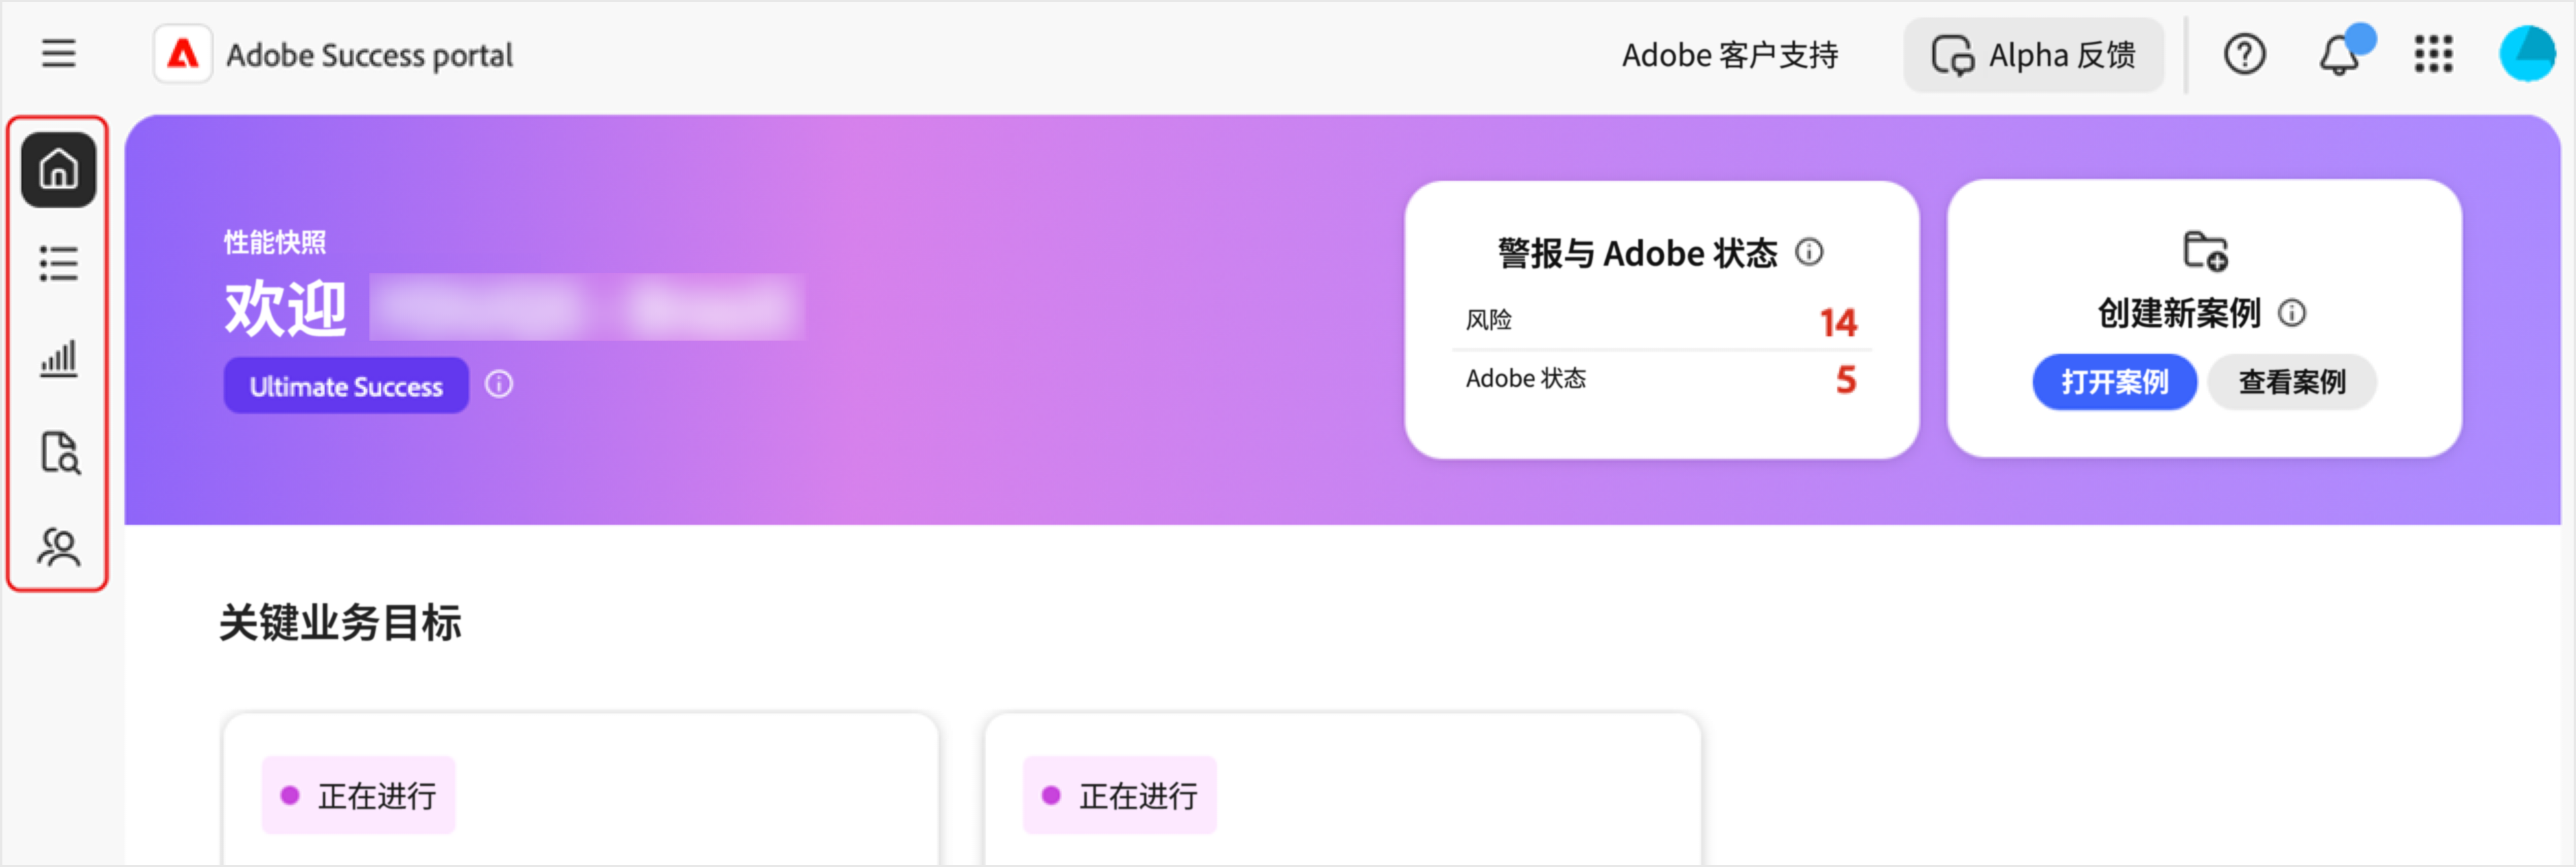 Adobe Success portal
Adobe 客户支持
Alpha 反馈
性能快照
欢迎
Ultimate Success
警报与 Adobe 状态
风险 14
Adobe 状态 5
创建新案例
打开案例
查看案例
关键业务目标
正在进行
正在进行